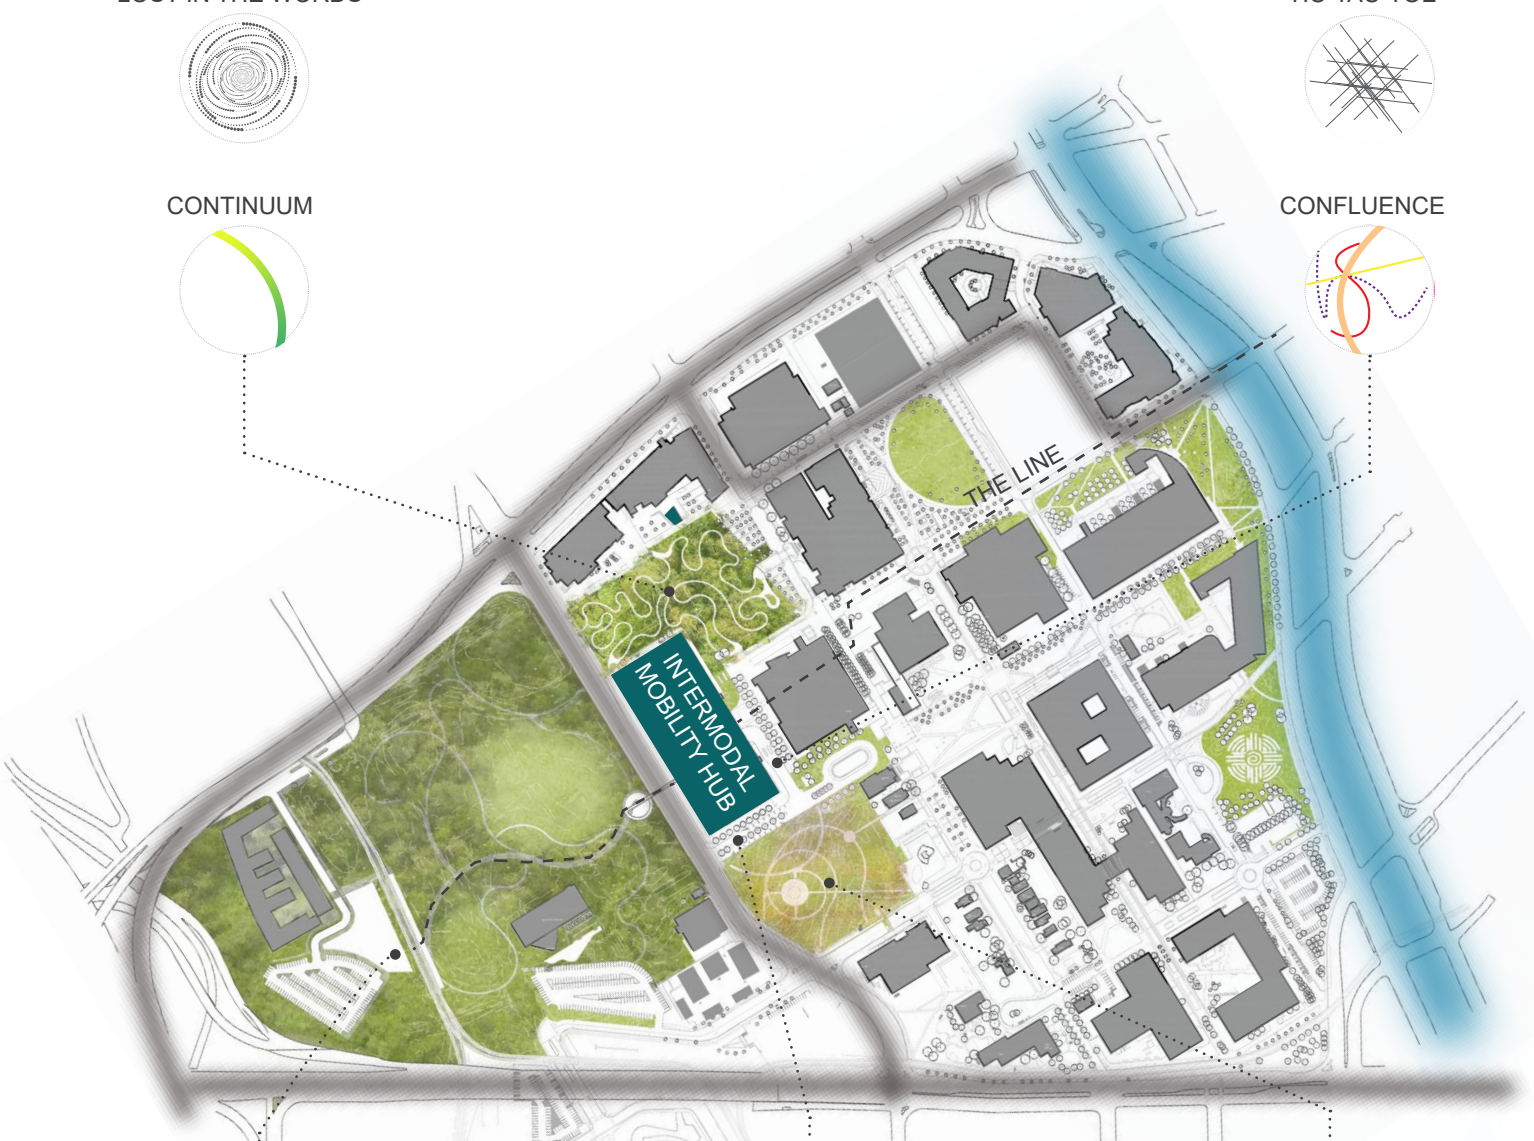 CONTINUUM
CONFLUENCE
THE LINE
INTERMODAL
MOBILITY HUB